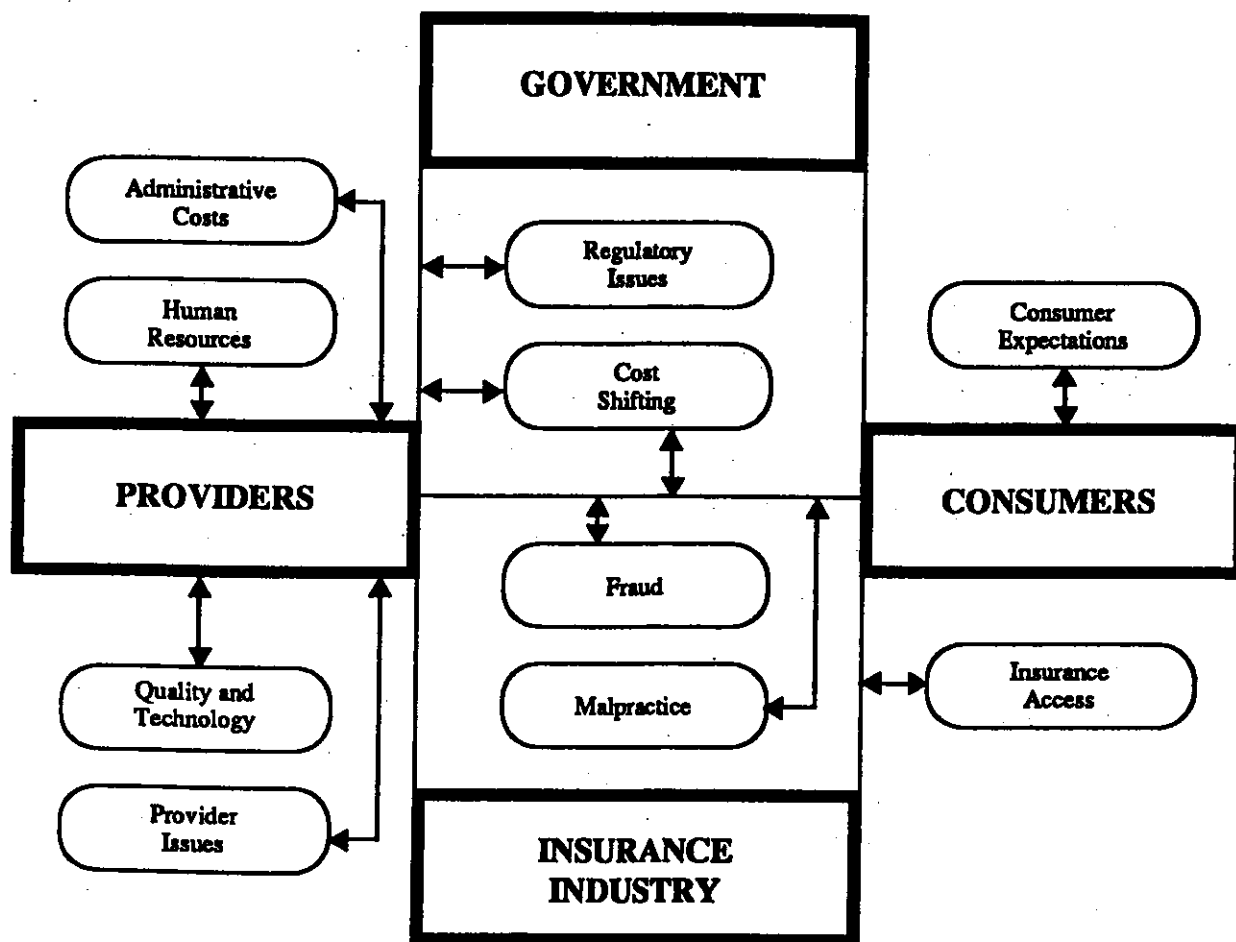 GOVERNMENT
Administrative
Costs
Regulatory
Issues
Human
Resources
Consumer
Expectations
Cost
Shifting
PROVIDERS
CONSUMERS
Fraud
Quality and
Technology
Malpractice
Insurance
Access
Provider
Issues
INSURANCE
INDUSTRY